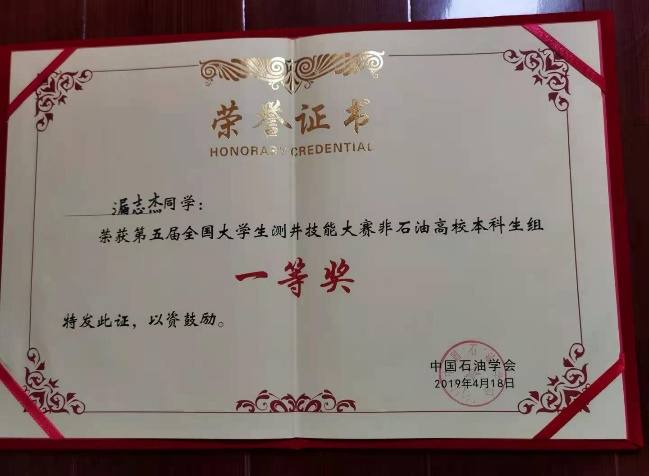 荣誉证书
HONORARY CREDENTIAL
志杰同学：
荣获第五届全国大学生测井技能大赛非石油高校本科生组
一等奖
特发此证，以资鼓励。
中国石油学会
2019年4月18日